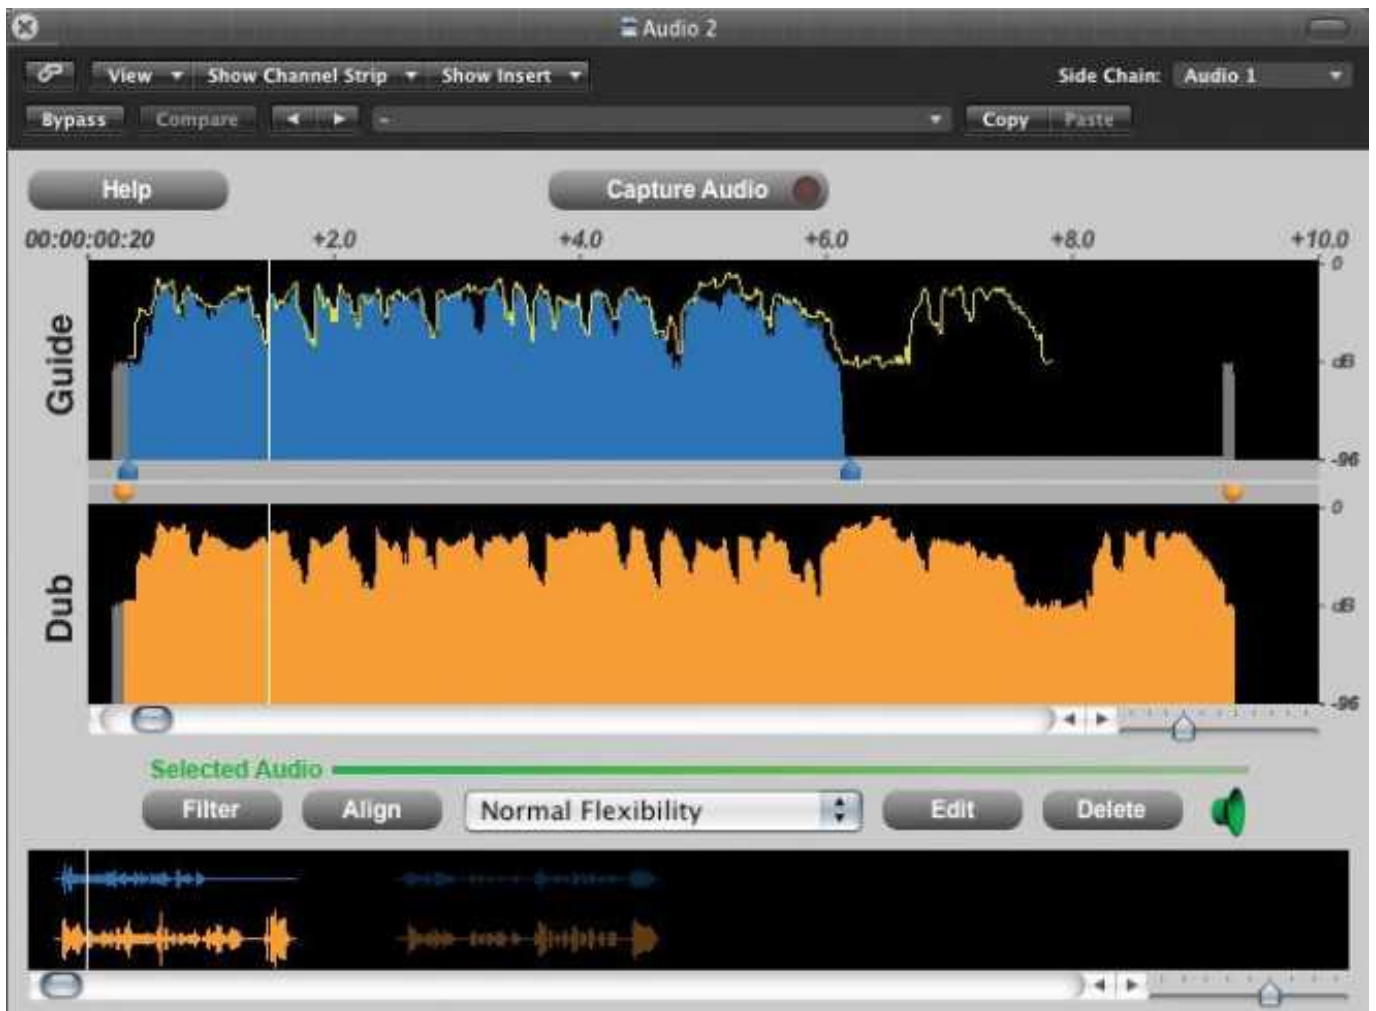 Audio 2
View Show Channel Strip Show Insert Side Chain: Audio 1
Bypass Compare - Copy Paste
Help Capture Audio
00:00:00:20 +2.0 +4.0 +6.0 +8.0 +10.0
0
Guide
dB
-96
0
Dub
dB
-96
Selected Audio
Filter Align Normal Flexibility Edit Delete